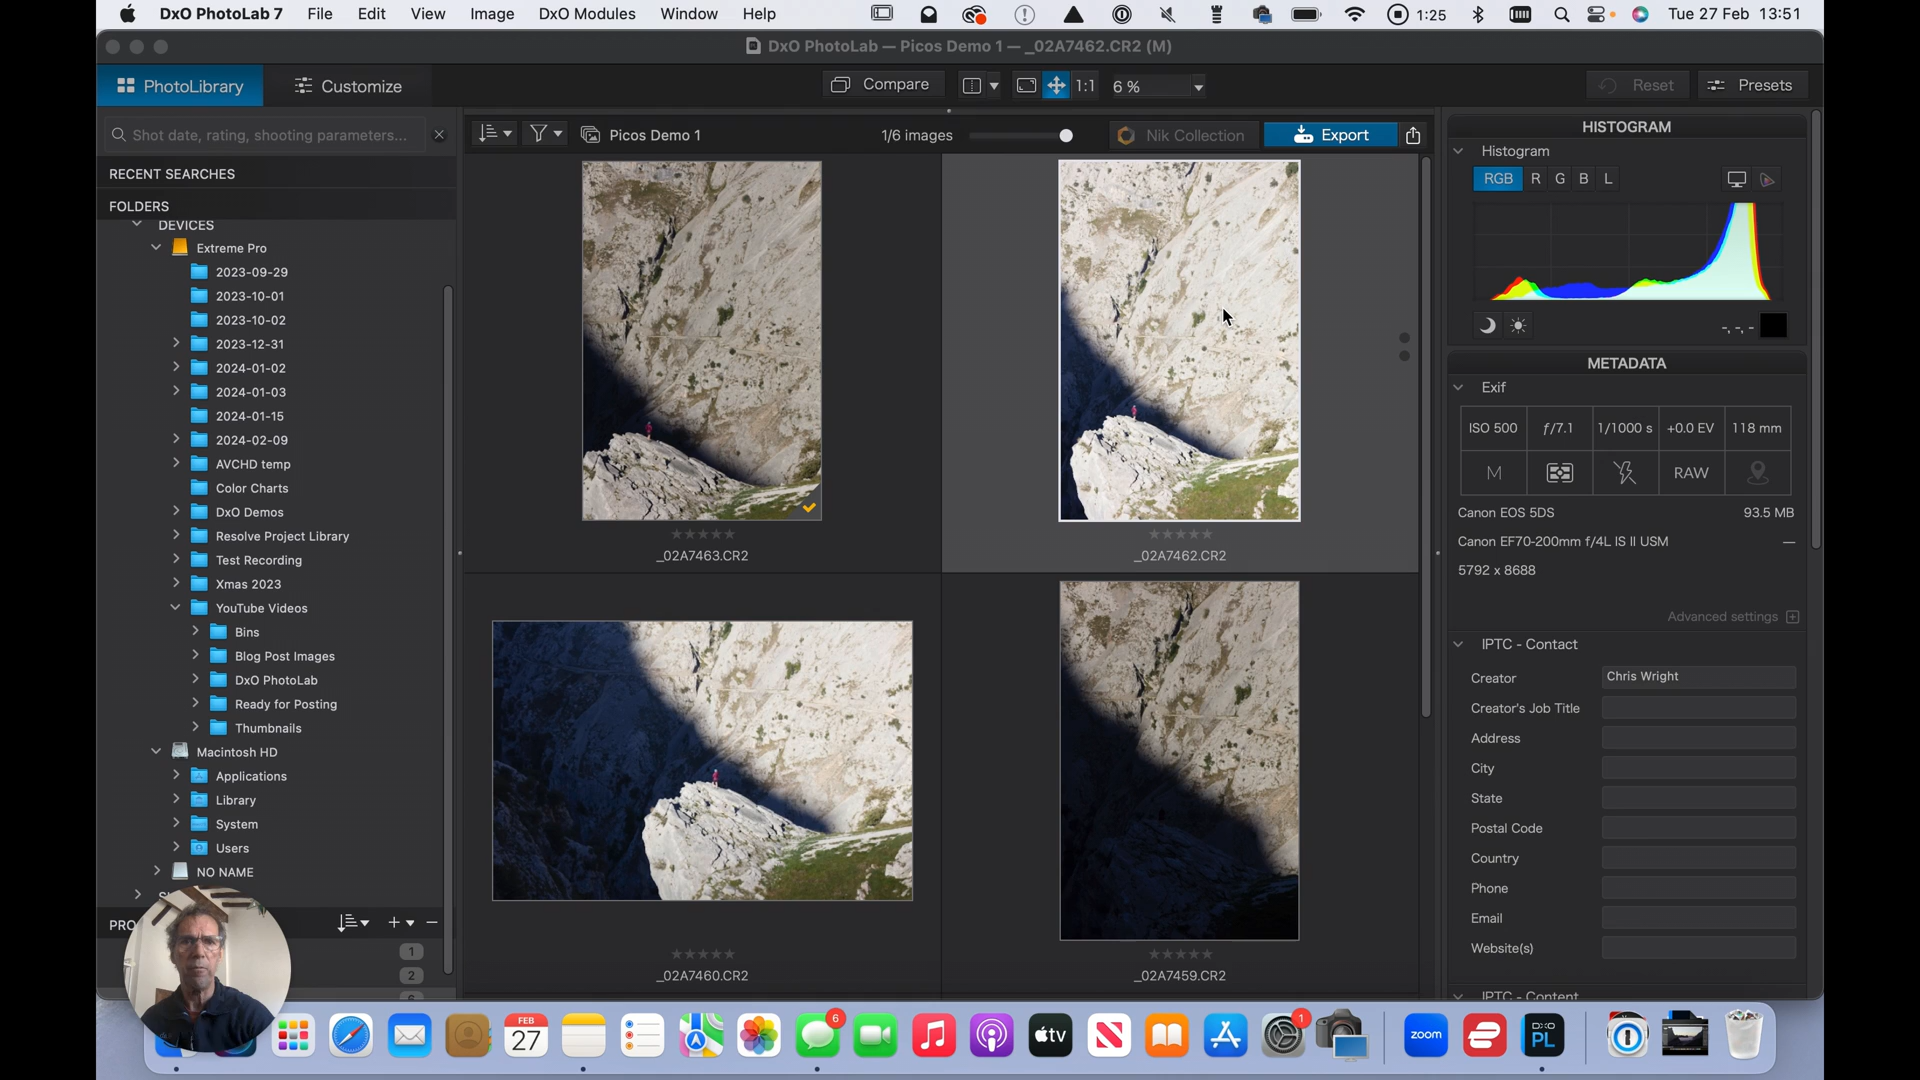 DxO PhotoLab 7 File Edit View Image DxO Modules Window Help 1:25 Tue 27 Feb 13:51
DxO PhotoLab — Picos Demo 1 — _02A7462.CR2 (M)
PhotoLibrary Customize Compare 1:1 6 % Reset Presets
Shot date, rating, shooting parameters...
Picos Demo 1 1/6 images Nik Collection Export
RECENT SEARCHES
FOLDERS
DEVICES
Extreme Pro
2023-09-29
2023-10-01
2023-10-02
2023-12-31
2024-01-02
2024-01-03
2024-01-15
2024-02-09
AVCHD temp
Color Charts
DxO Demos
Resolve Project Library
Test Recording
Xmas 2023
YouTube Videos
Bins
Blog Post Images
DxO PhotoLab
Ready for Posting
Thumbnails
Macintosh HD
Applications
Library
System
Users
NO NAME
PRO
1
2
6
_02A7463.CR2
_02A7462.CR2
_02A7460.CR2
_02A7459.CR2
HISTOGRAM
Histogram
RGB R G B L
-, -, -
METADATA
Exif
ISO 500 ƒ/7.1 1/1000 s +0.0 EV 118 mm
M RAW
Canon EOS 5DS 93.5 MB
Canon EF70-200mm f/4L IS II USM —
5792 x 8688
Advanced settings
IPTC - Contact
Creator Chris Wright
Creator's Job Title
Address
City
State
Postal Code
Country
Phone
Email
Website(s)
IPTC - Content
FEB
27
6
tv
1
zoom
DXO
PL